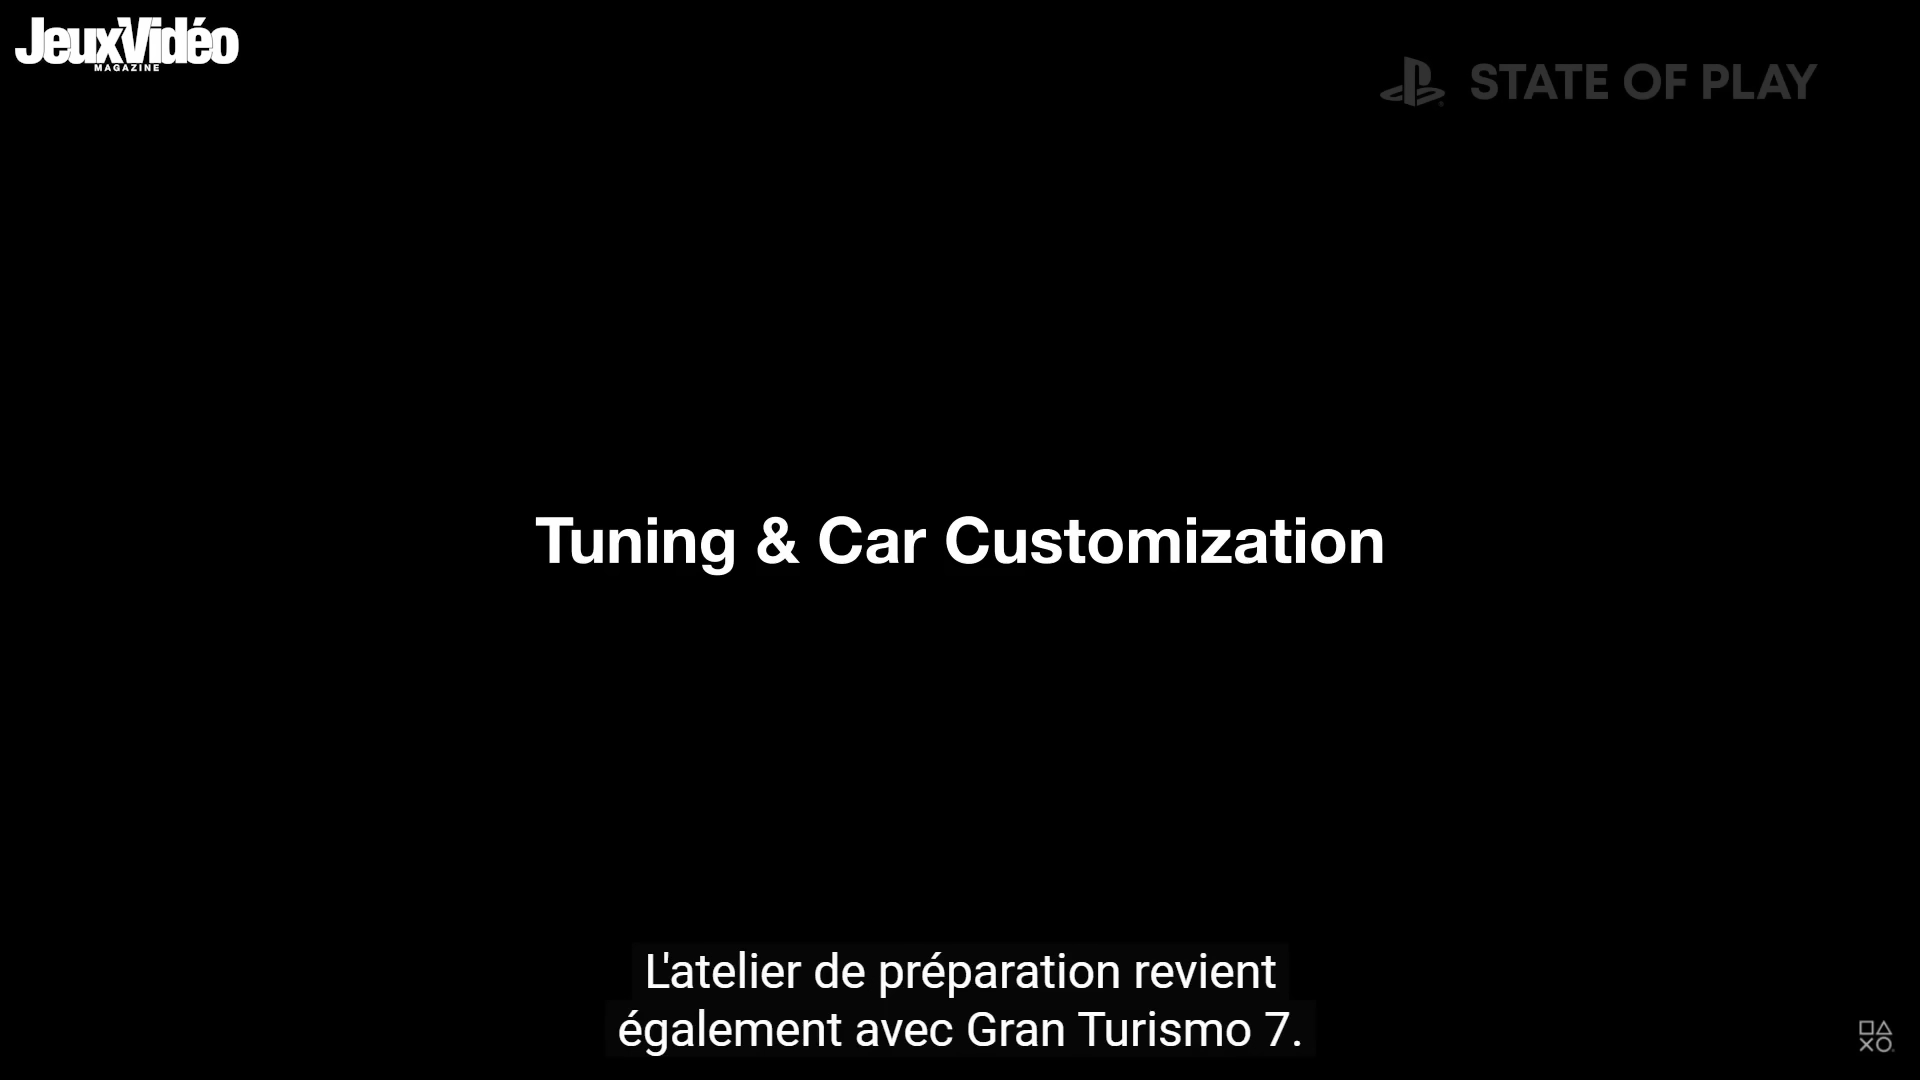 JeuxVidéo
MAGAZINE
STATE OF PLAY
Tuning & Car Customization
L'atelier de préparation revient
également avec Gran Turismo 7.